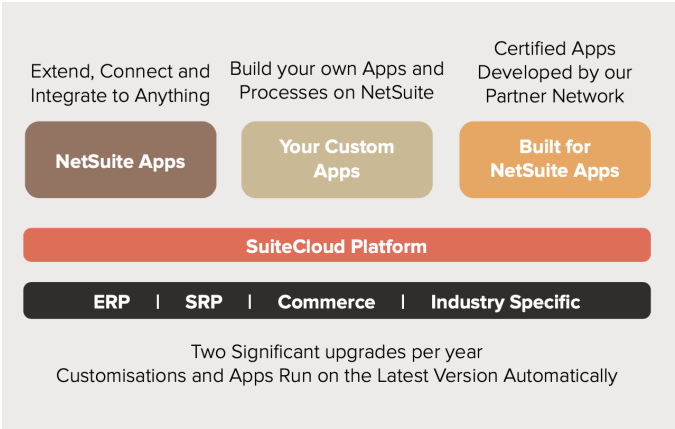 Extend, Connect and
Integrate to Anything
Build your own Apps and
Processes on NetSuite
Certified Apps
Developed by our
Partner Network
NetSuite Apps
Your Custom
Apps
Built for
NetSuite Apps
SuiteCloud Platform
ERP | SRP | Commerce | Industry Specific
Two Significant upgrades per year
Customisations and Apps Run on the Latest Version Automatically